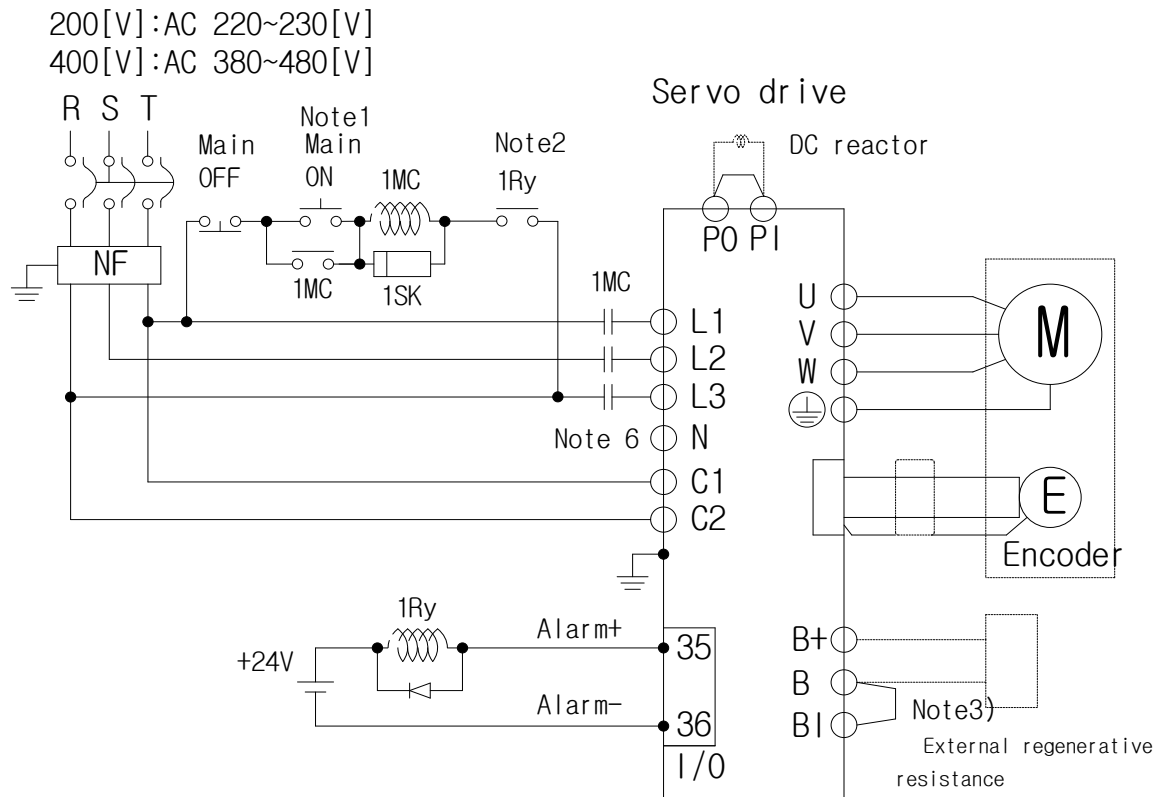 200[V]:AC 220~230[V]
400[V]:AC 380~480[V]
R S T
Servo drive
Note1
Main
OFF
Main
ON
1MC
Note2
1Ry
DC reactor
PO PI
NF
1MC
1SK
1MC
L1
L2
L3
Note 6
N
C1
C2
U
V
W
M
E
Encoder
1Ry
+24V
Alarm+
35
Alarm-
36
I/O
B+
B
BI
Note3)
External regenerative
resistance